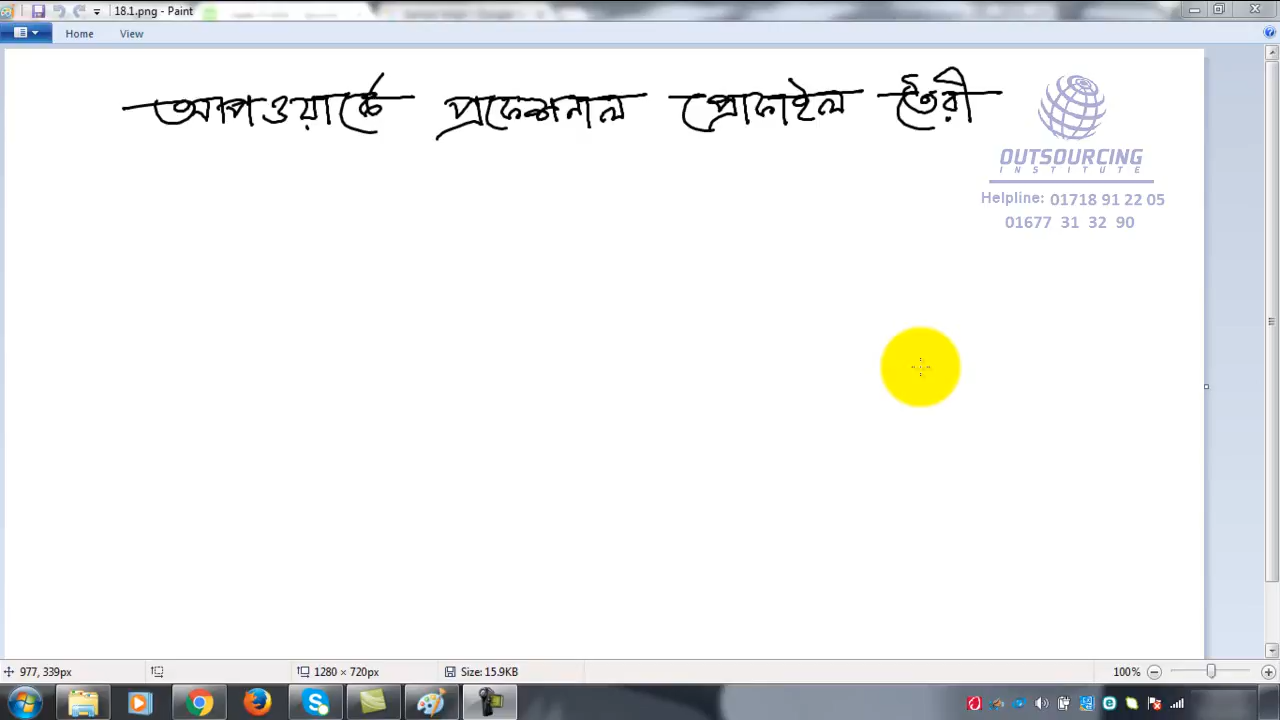 18.1.png - Paint
Home View
আপওয়ার্কে প্রফেশনাল প্রোফাইল তৈরী
OUTSOURCING
INSTITUTE
Helpline: 01718 91 22 05
01677 31 32 90
977, 339px 1280 × 720px Size: 15.9KB 100%